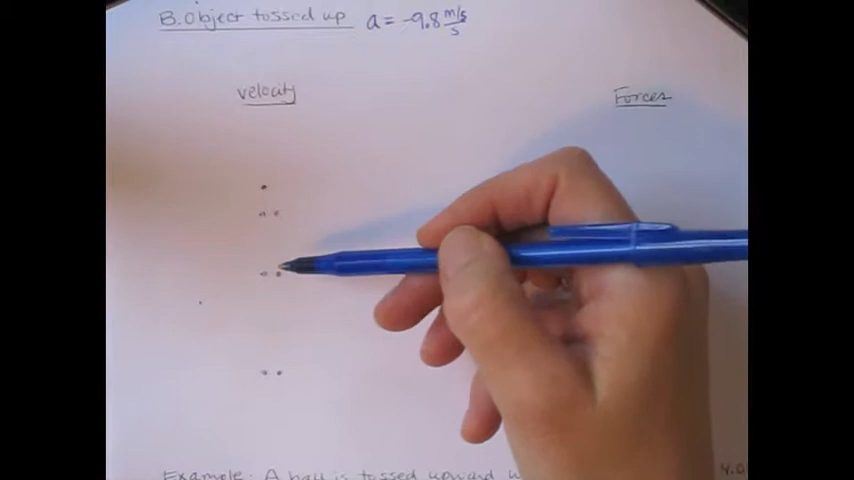 B. Object tossed up a = -9.8 m/s/s
velocity
Forces
Example: A ball is tossed upward